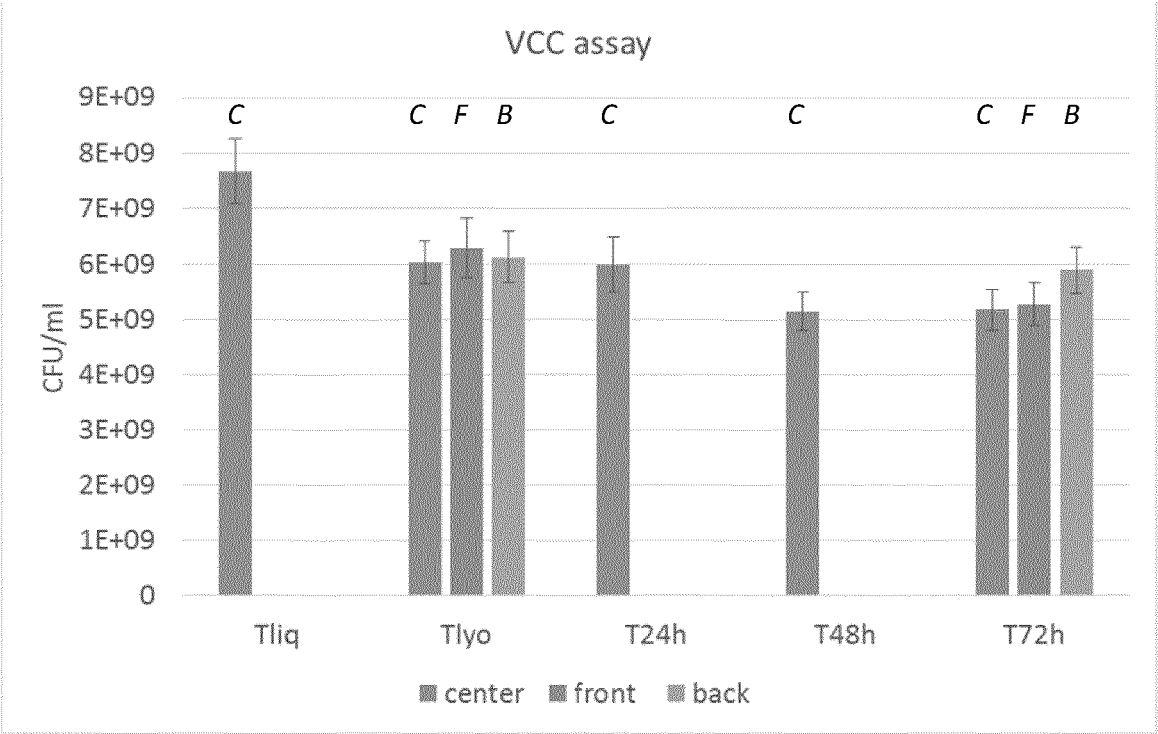 VCC assay
9E+09
C C F B C C C F B
8E+09
7E+09
6E+09
5E+09
4E+09
3E+09
2E+09
1E+09
0
CFU/ml
Tliq Tlyo T24h T48h T72h
center front back